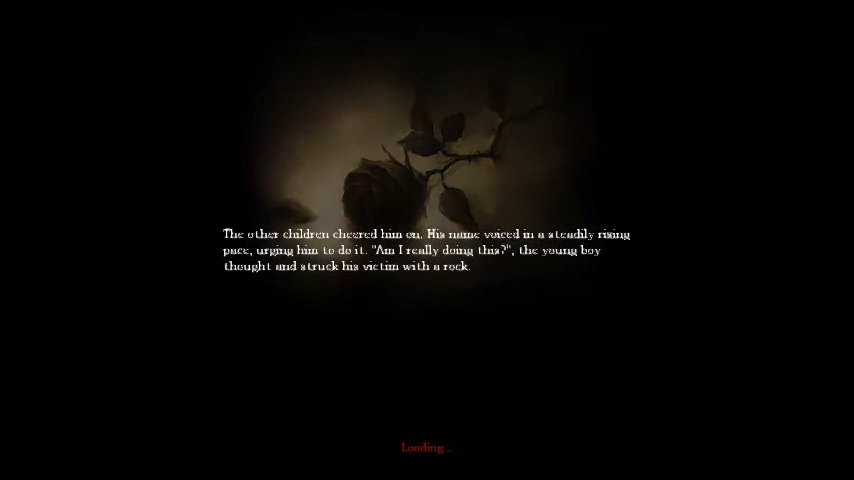 The other children cheered him on. His name voiced in a steadily rising
pace, urging him to do it. "Am I really doing this?", the young boy
thought and struck his victim with a rock.
Loading...